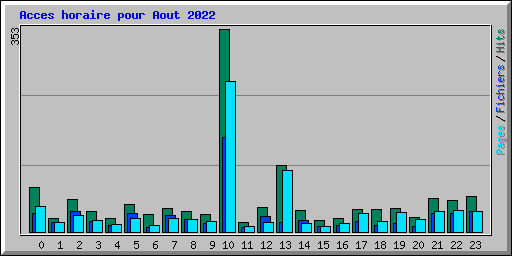 Acces horaire pour Aout 2022
353
Pages/Fichiers/Hits
0 1 2 3 4 5 6 7 8 9 10 11 12 13 14 15 16 17 18 19 20 21 22 23